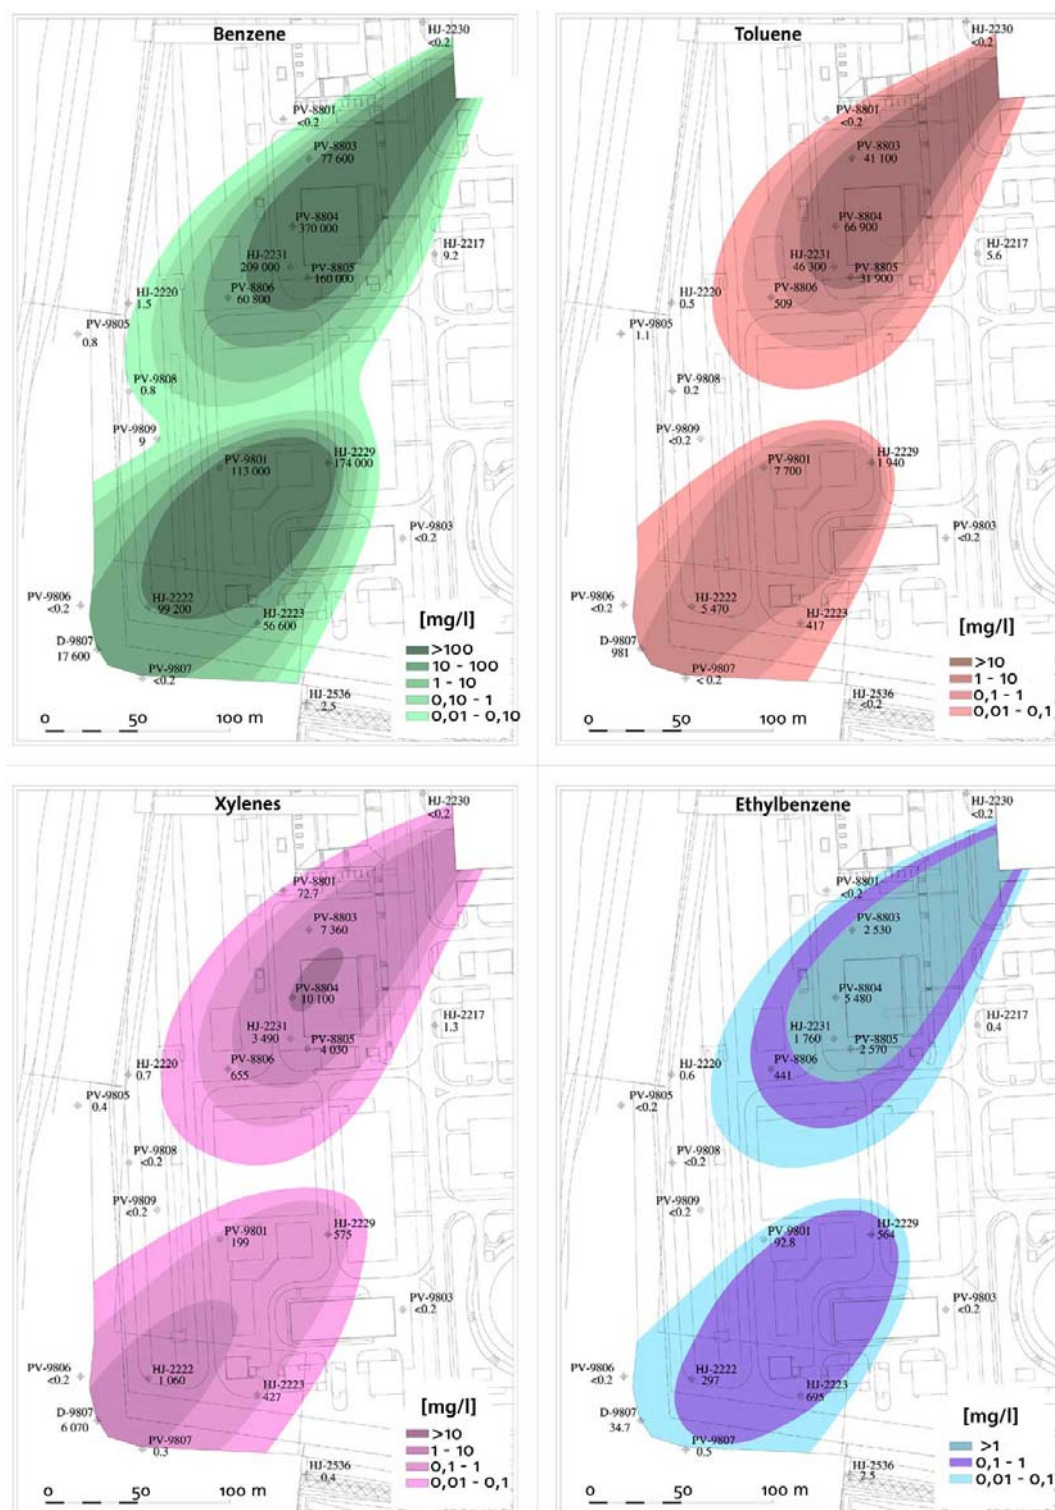 Benzene
HJ-2230
<0.2
PV-8801
<0.2
PV-8803
77 600
PV-8804
370 000
HJ-2217
9.2
HJ-2231
209 000
PV-8805
160 000
PV-8806
60 800
HJ-2220
1.5
PV-9805
0.8
PV-9808
0.8
PV-9809
9
PV-9801
113 000
HJ-2229
174 000
PV-9803
<0.2
PV-9806
<0.2
HJ-2222
99 200
HJ-2223
56 600
D-9807
17 600
PV-9807
<0.2
HJ-2536
2.5
[mg/l]
>100
10 - 100
1 - 10
0,10 - 1
0,01 - 0,10
0 50 100 m
Toluene
HJ-2230
<0.2
PV-8801
<0.2
PV-8803
41 100
PV-8804
66 900
HJ-2217
5.6
HJ-2231
46 300
PV-8805
31 900
PV-8806
509
HJ-2220
0.5
PV-9805
1.1
PV-9808
0.2
PV-9809
<0.2
PV-9801
7 700
HJ-2229
1 940
PV-9803
<0.2
PV-9806
<0.2
HJ-2222
5 470
HJ-2223
417
D-9807
981
PV-9807
< 0.2
HJ-2536
<0.2
[mg/l]
>10
1 - 10
0,1 - 1
0,01 - 0,1
0 50 100 m
Xylenes
HJ-2230
<0.2
PV-8801
72.7
PV-8803
7 360
PV-8804
10 100
HJ-2217
1.3
HJ-2231
3 490
PV-8805
4 030
PV-8806
655
HJ-2220
0.7
PV-9805
0.4
PV-9808
<0.2
PV-9809
<0.2
PV-9801
199
HJ-2229
575
PV-9803
<0.2
PV-9806
<0.2
HJ-2222
1 060
HJ-2223
427
D-9807
6 070
PV-9807
0.3
HJ-2536
0.4
[mg/l]
>10
1 - 10
0,1 - 1
0,01 - 0,1
0 50 100 m
Ethylbenzene
HJ-2230
<0.2
PV-8801
<0.2
PV-8803
2 530
PV-8804
5 480
HJ-2217
0.4
HJ-2231
1 760
PV-8805
2 570
PV-8806
441
HJ-2220
0.6
PV-9805
<0.2
PV-9808
<0.2
PV-9809
<0.2
PV-9801
92.8
HJ-2229
564
PV-9803
<0.2
PV-9806
<0.2
HJ-2222
297
HJ-2223
695
D-9807
34.7
PV-9807
0.5
HJ-2536
2.5
[mg/l]
>1
0,1 - 1
0,01 - 0,1
0 50 100 m